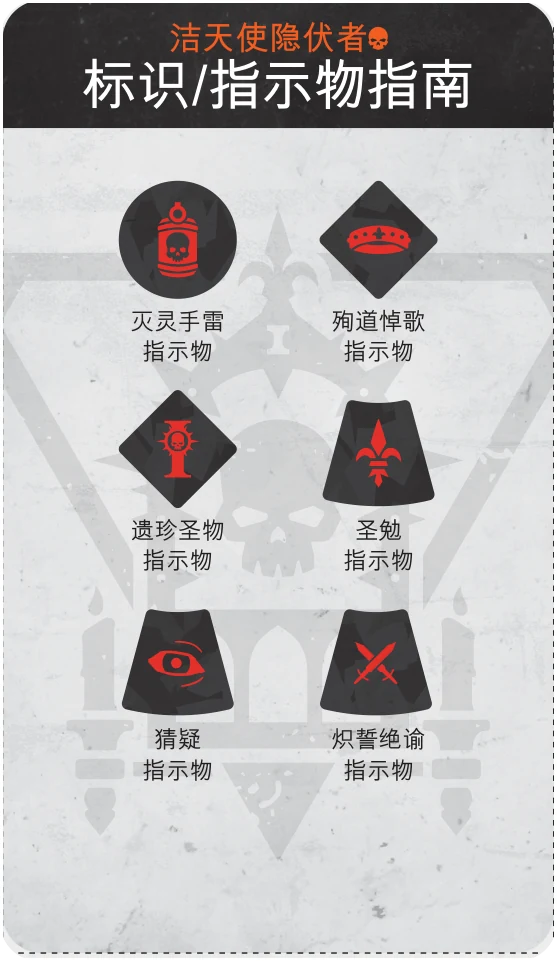 洁天使隐伏者
标识/指示物指南
灭灵手雷
指示物
殉道悼歌
指示物
遗珍圣物
指示物
圣勉
指示物
猜疑
指示物
炽誓绝谕
指示物